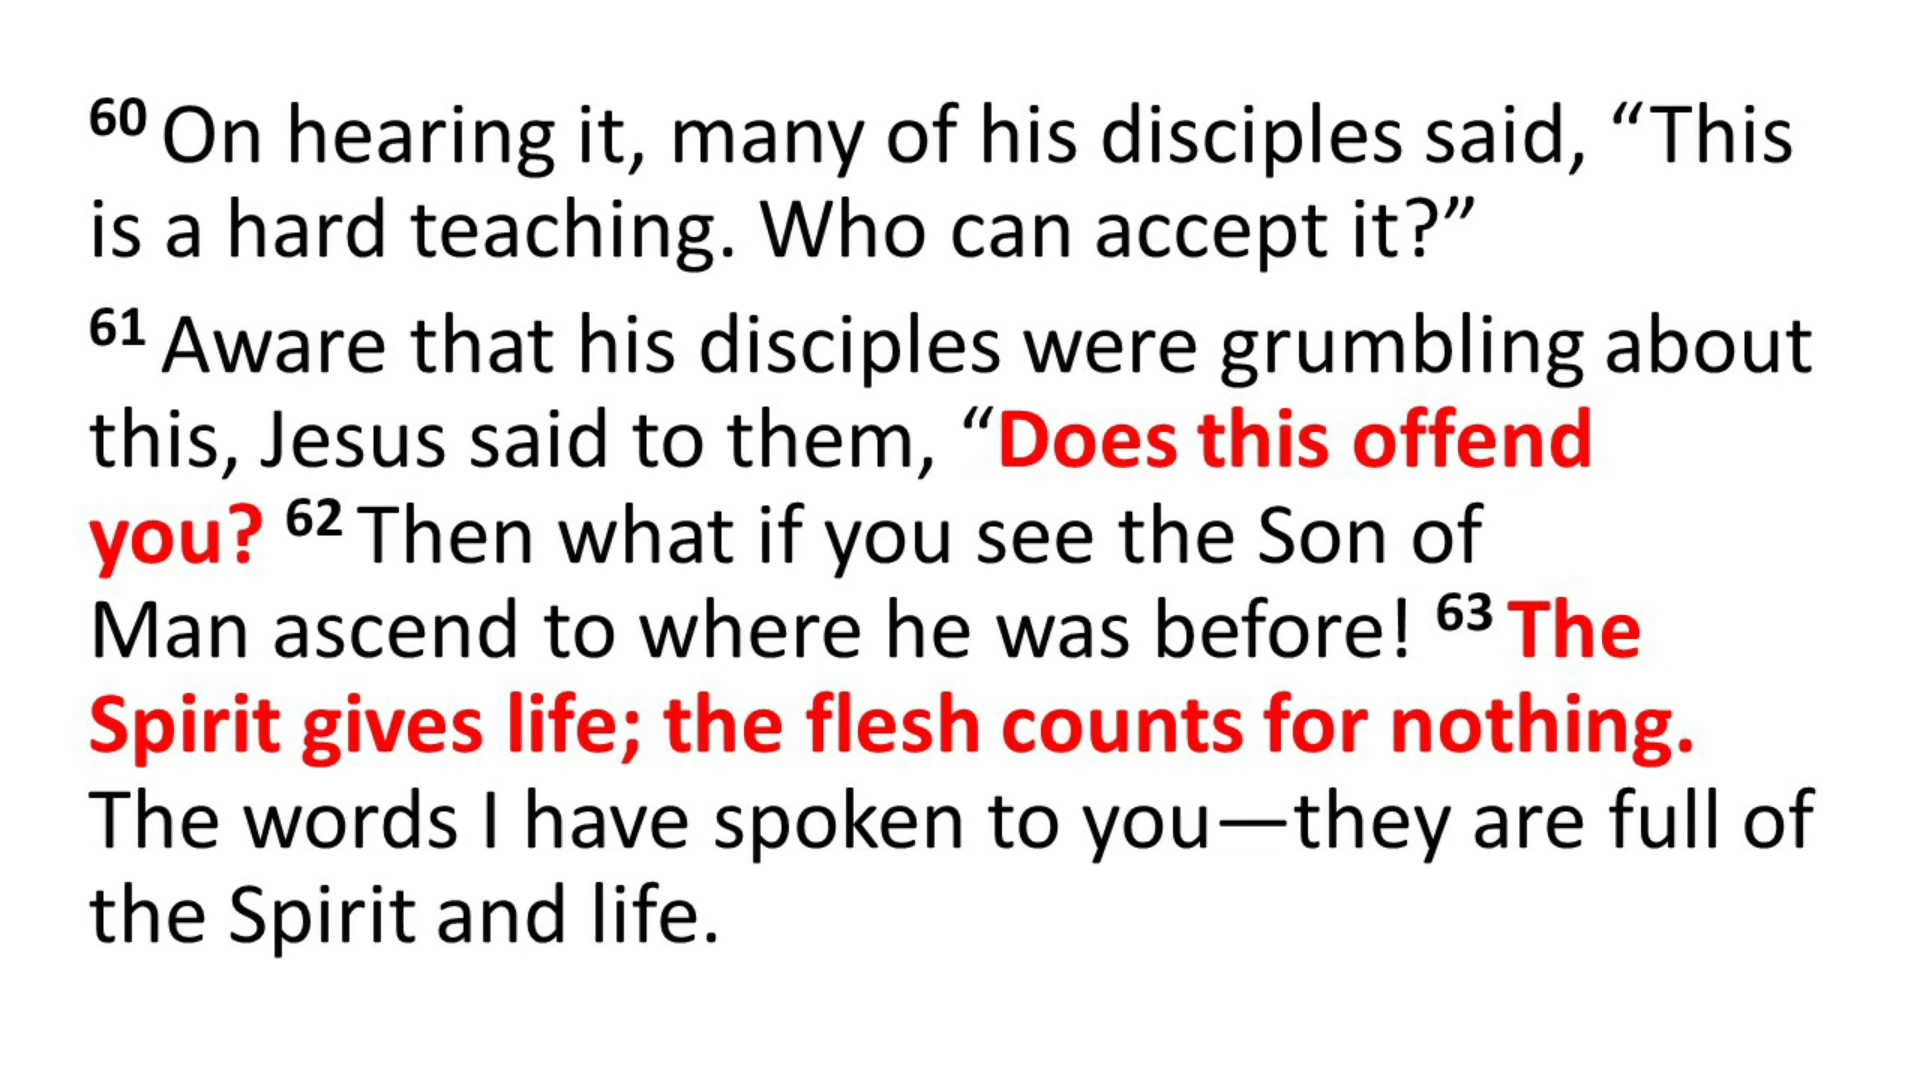 60 On hearing it, many of his disciples said, “This
is a hard teaching. Who can accept it?”
61 Aware that his disciples were grumbling about
this, Jesus said to them, “Does this offend
you? 62 Then what if you see the Son of
Man ascend to where he was before! 63 The
Spirit gives life; the flesh counts for nothing.
The words I have spoken to you—they are full of
the Spirit and life.